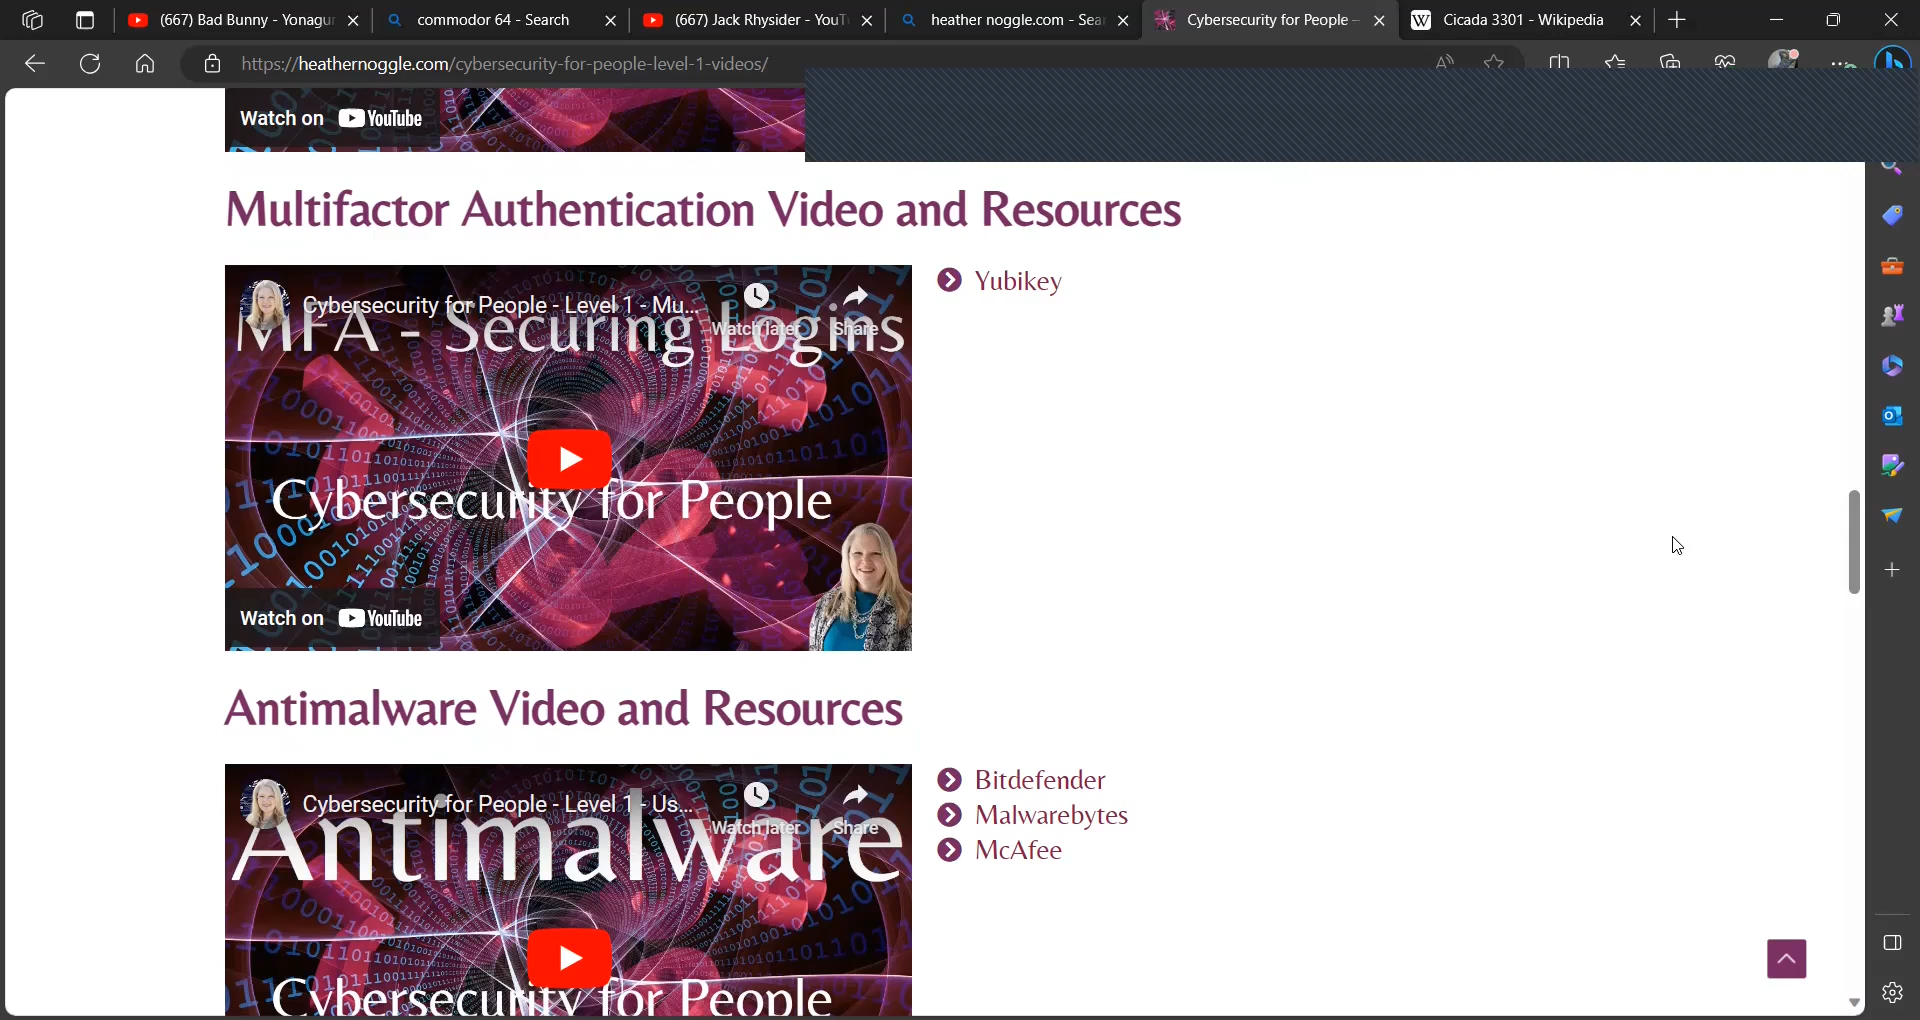 (667) Bad Bunny - Yonagu
commodor 64 - Search
(667) Jack Rhysider - YouT
heather noggle.com - Sea
Cybersecurity for People -
Cicada 3301 - Wikipedia
https://heathernoggle.com/cybersecurity-for-people-level-1-videos/
Watch on YouTube
Multifactor Authentication Video and Resources
Cybersecurity for People - Level 1 - Mu...
Watch later
Share
MFA - Securing Logins
Cybersecurity for People
Watch on YouTube
Yubikey
Antimalware Video and Resources
Cybersecurity for People - Level 1 - Us...
Watch later
Share
Antimalware
Cybersecurity for People
Bitdefender
Malwarebytes
McAfee